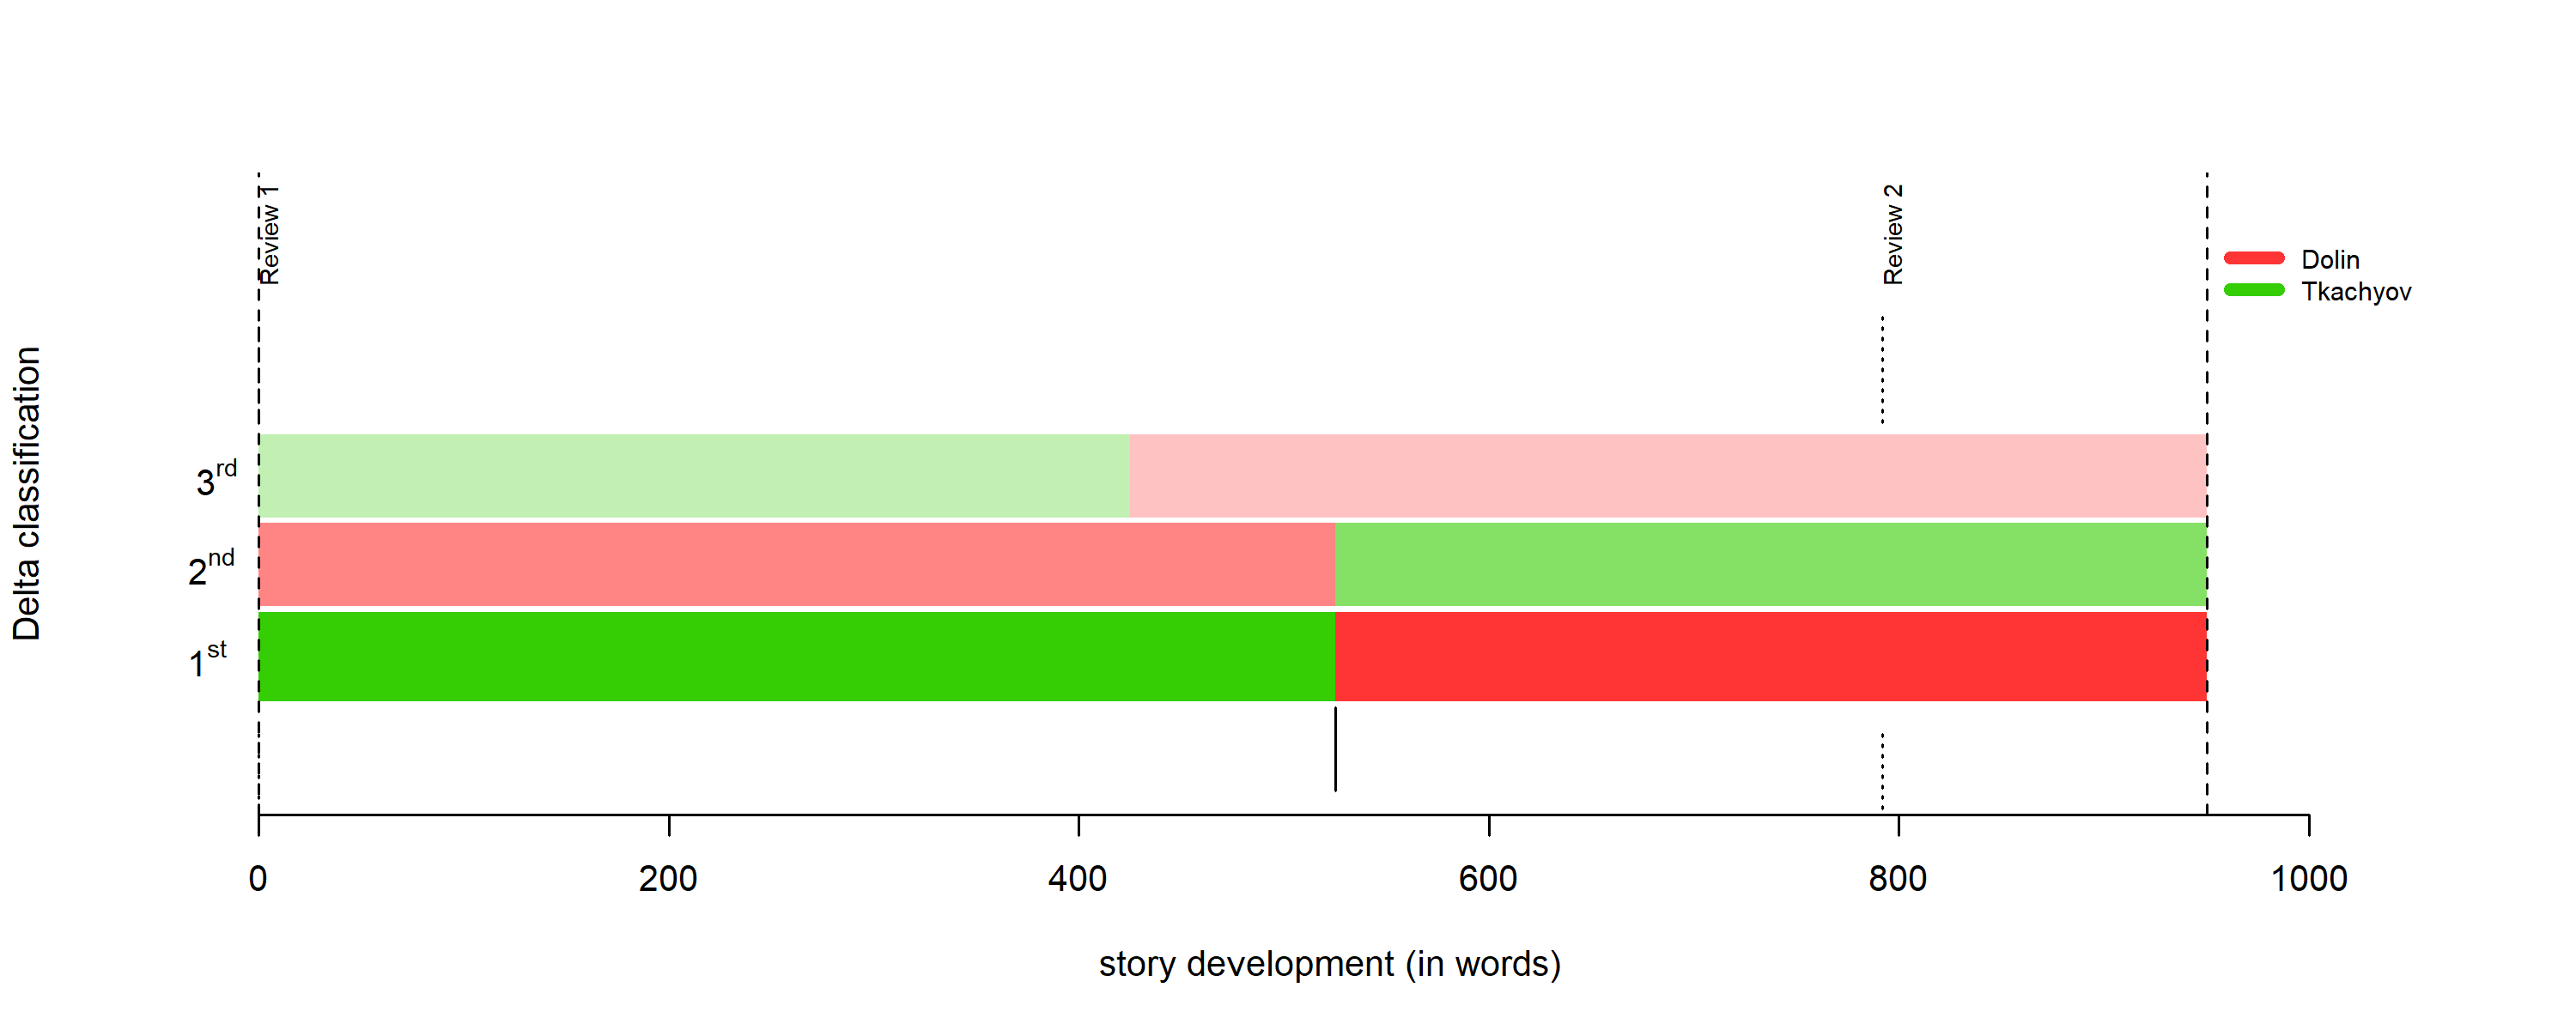 Review 1
Review 2
Dolin
Tkachyov
Delta classification
3rd
2nd
1st
0 200 400 600 800 1000
story development (in words)